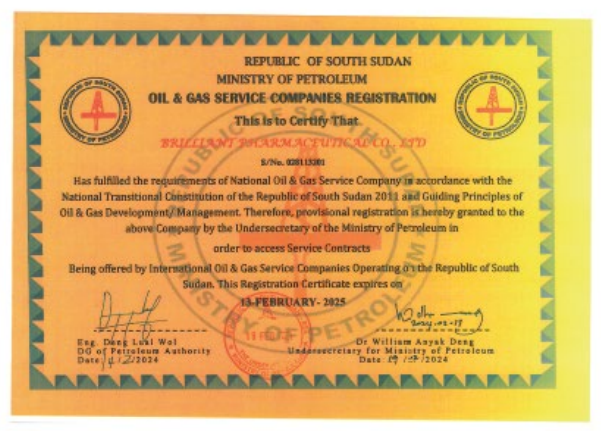 REPUBLIC OF SOUTH SUDAN
MINISTRY OF PETROLEUM
OIL & GAS SERVICE COMPANIES REGISTRATION
This is to Certify That
BRILLIANT PHARMACEUTICAL CO., LTD
S/No. 020113201
Has fulfilled the requirements of National Oil & Gas Service Company in accordance with the
National Transitional Constitution of the Republic of South Sudan 2011 and Guiding Principles of
Oil & Gas Development/Management. Therefore, provisional registration is hereby granted to the
above Company by the Undersecretary of the Ministry of Petroleum in
order to access Service Contracts
Being offered by International Oil & Gas Service Companies Operating on the Republic of South
Sudan. This Registration Certificate expires on
13-FEBRUARY- 2025
2024-02-19
Eng. Deng Lual Wol
DG of Petroleum Authority
Date /2/2024
Dr William Anyak Deng
Undersecretary for Ministry of Petroleum
Date /2024
REPUBLIC OF SOUTH SUDAN
MINISTRY OF PETROLEUM